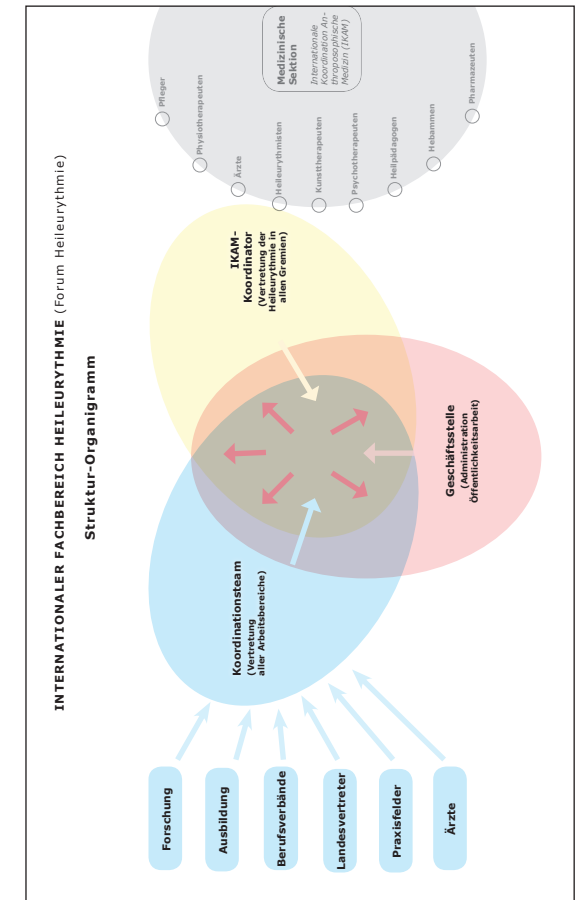 INTERNATIONALER FACHBEREICH HEILEURYTHMIE (Forum Heileurythmie)
Struktur-Organigramm
Forschung
Ausbildung
Berufsverbände
Landesvertreter
Praxisfelder
Ärzte
Koordinationsteam
(Vertretung
aller Arbeitsbereiche)
IKAM-
Koordinator
(Vertretung der
Heileurythmie in
allen Gremien)
Geschäftsstelle
(Administration
Öffentlichkeitsarbeit)
Pfleger
Physiotherapeuten
Ärzte
Heileurythmisten
Kunsttherapeuten
Psychotherapeuten
Heilpädagogen
Hebammen
Pharmazeuten
Medizinische
Sektion
Internationale
Koordination An-
throposophische
Medizin (IKAM)